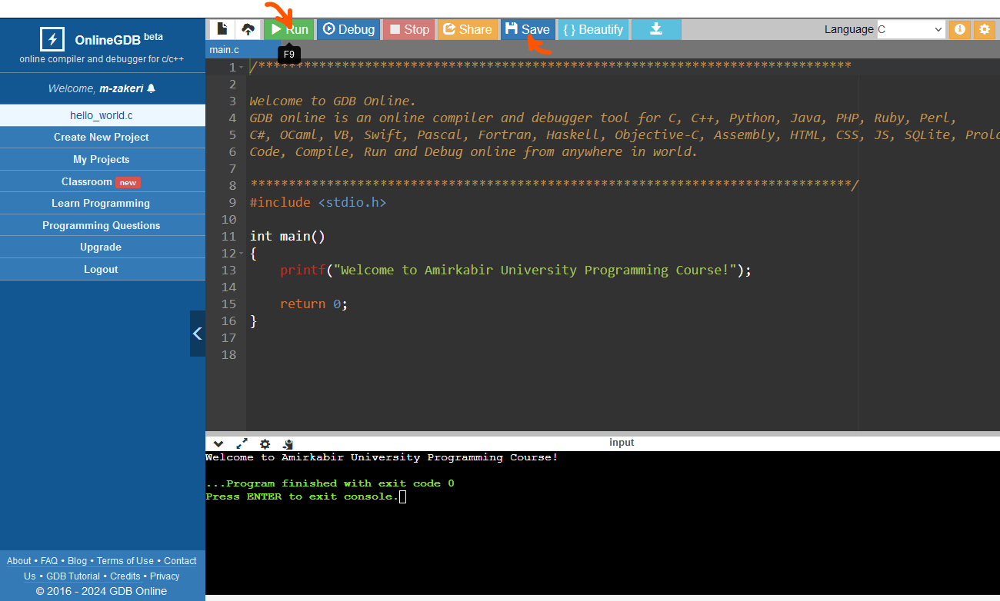 OnlineGDB beta
online compiler and debugger for c/c++
Welcome, m-zakeri
hello_world.c
Create New Project
My Projects
Classroom new
Learn Programming
Programming Questions
Upgrade
Logout
About • FAQ • Blog • Terms of Use • Contact
Us • GDB Tutorial • Credits • Privacy
© 2016 - 2024 GDB Online
Run Debug Stop Share Save { } Beautify Language C
F9
main.c
1 /******************************************************************************
2
3 Welcome to GDB Online.
4 GDB online is an online compiler and debugger tool for C, C++, Python, Java, PHP, Ruby, Perl,
5 C#, OCaml, VB, Swift, Pascal, Fortran, Haskell, Objective-C, Assembly, HTML, CSS, JS, SQLite,
6 Code, Compile, Run and Debug online from anywhere in world.
7
8 *******************************************************************************/
9 #include <stdio.h>
10
11 int main()
12 {
13     printf("Welcome to Amirkabir University Programming Course!");
14
15     return 0;
16 }
17
18
input
Welcome to Amirkabir University Programming Course!
...Program finished with exit code 0
Press ENTER to exit console.